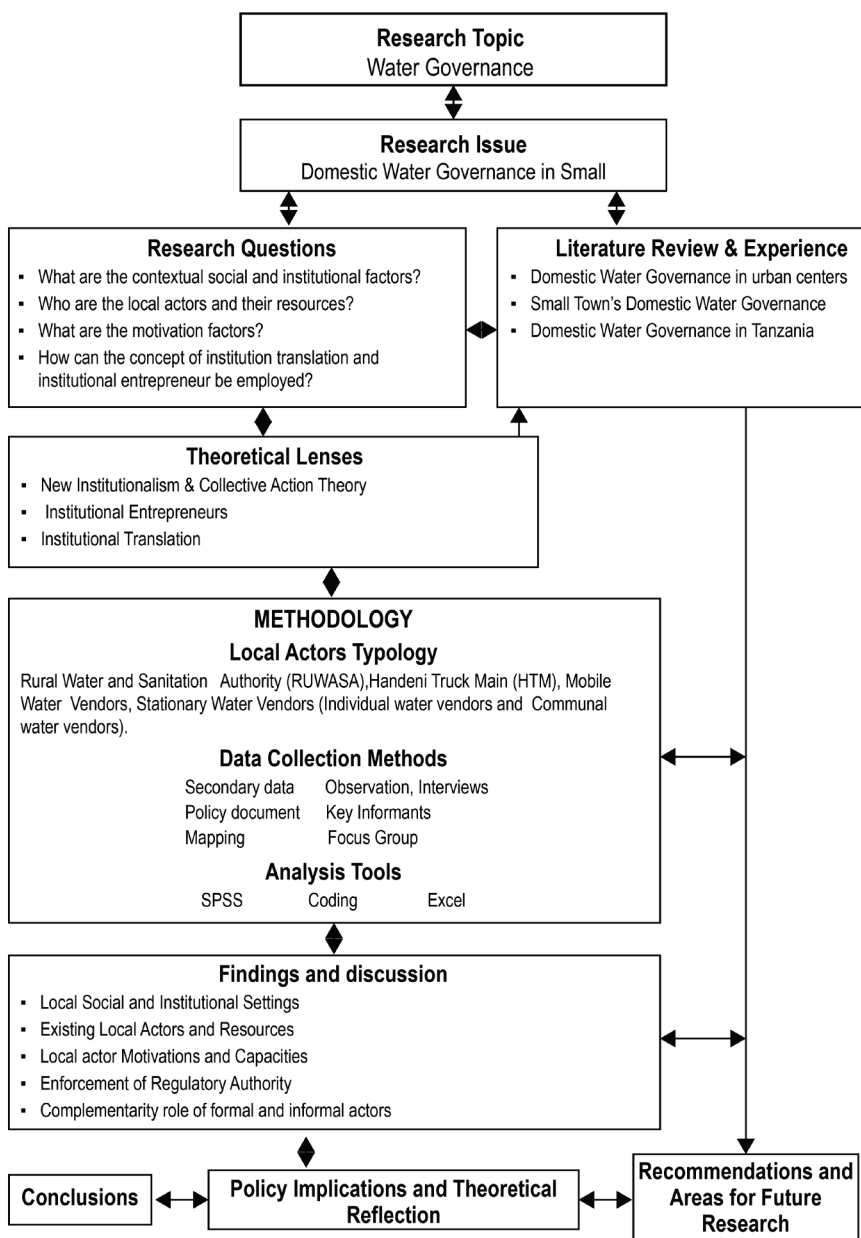 Research Topic
Water Governance
Research Issue
Domestic Water Governance in Small
Research Questions
▪ What are the contextual social and institutional factors?
▪ Who are the local actors and their resources?
▪ What are the motivation factors?
▪ How can the concept of institution translation and
institutional entrepreneur be employed?
Literature Review & Experience
▪ Domestic Water Governance in urban centers
▪ Small Town's Domestic Water Governance
▪ Domestic Water Governance in Tanzania
Theoretical Lenses
▪ New Institutionalism & Collective Action Theory
▪ Institutional Entrepreneurs
▪ Institutional Translation
METHODOLOGY
Local Actors Typology
Rural Water and Sanitation Authority (RUWASA),Handeni Truck Main (HTM), Mobile
Water Vendors, Stationary Water Vendors (Individual water vendors and Communal
water vendors).
Data Collection Methods
Secondary data Observation, Interviews
Policy document Key Informants
Mapping Focus Group
Analysis Tools
SPSS Coding Excel
Findings and discussion
▪ Local Social and Institutional Settings
▪ Existing Local Actors and Resources
▪ Local actor Motivations and Capacities
▪ Enforcement of Regulatory Authority
▪ Complementarity role of formal and informal actors
Conclusions
Policy Implications and Theoretical
Reflection
Recommendations and
Areas for Future
Research